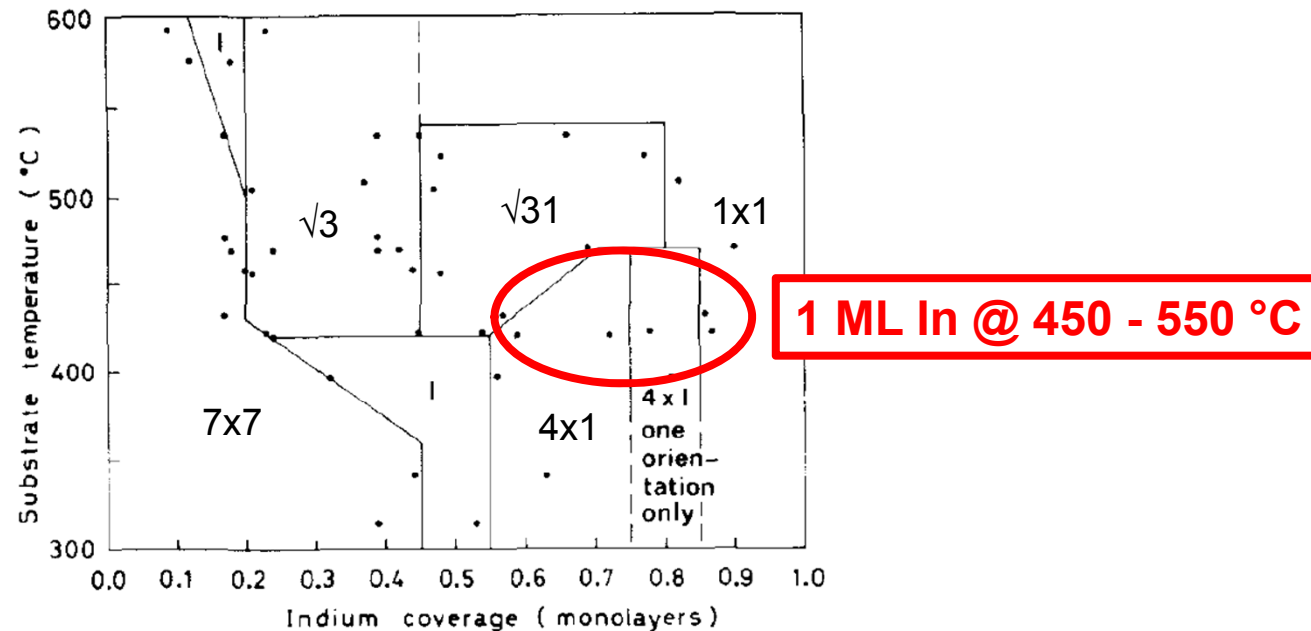 600
500
400
300
Substrate temperature (°C)
I
√3
√31
1x1
1 ML In @ 450 - 550 °C
7x7
I
4x1
4 x 1
one
orien-
tation
only
0.0 0.1 0.2 0.3 0.4 0.5 0.6 0.7 0.8 0.9 1.0
Indium coverage (monolayers)